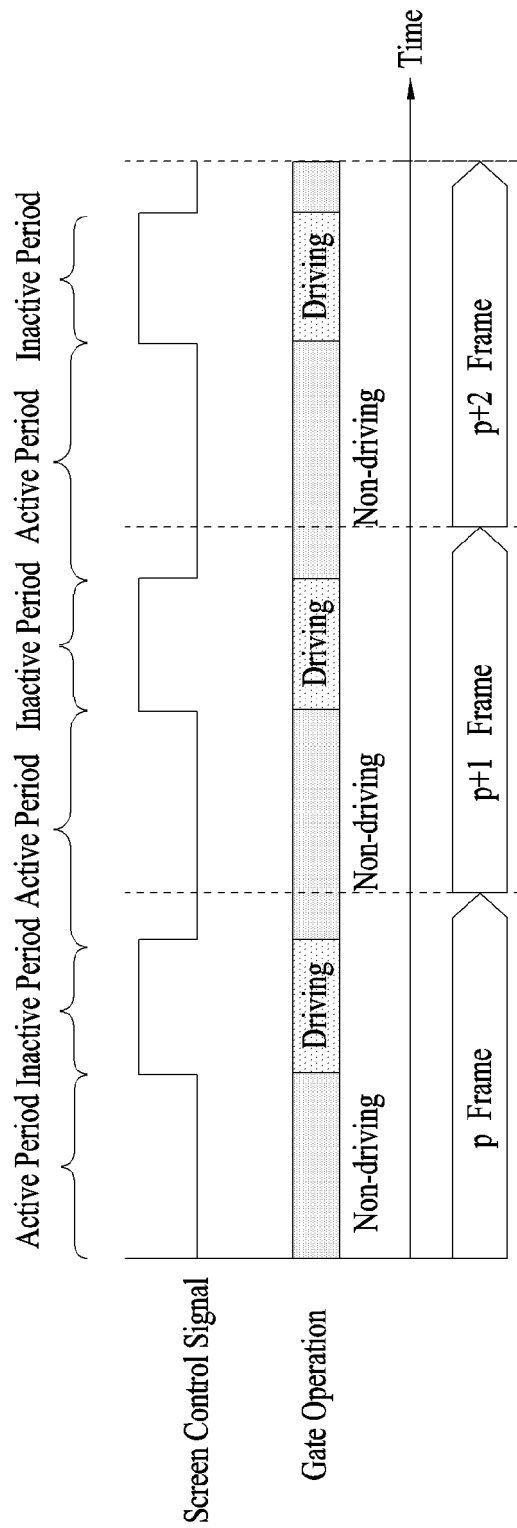 Active Period
Inactive Period
Active Period
Inactive Period
Active Period
Inactive Period
Screen Control Signal
Gate Operation
Driving
Driving
Driving
Non-driving
Non-driving
Non-driving
Time
p Frame
p+1 Frame
p+2 Frame